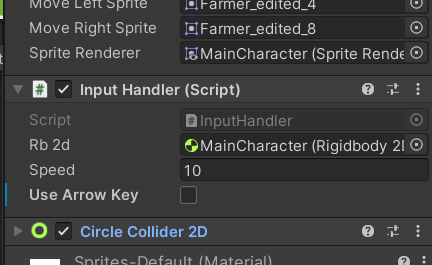 Move Left Sprite Farmer_edited_4
Move Right Sprite Farmer_edited_8
Sprite Renderer MainCharacter (Sprite Rende
Input Handler (Script)
Script InputHandler
Rb 2d MainCharacter (Rigidbody 2D
Speed 10
Use Arrow Key
Circle Collider 2D
Sprites-Default (Material)